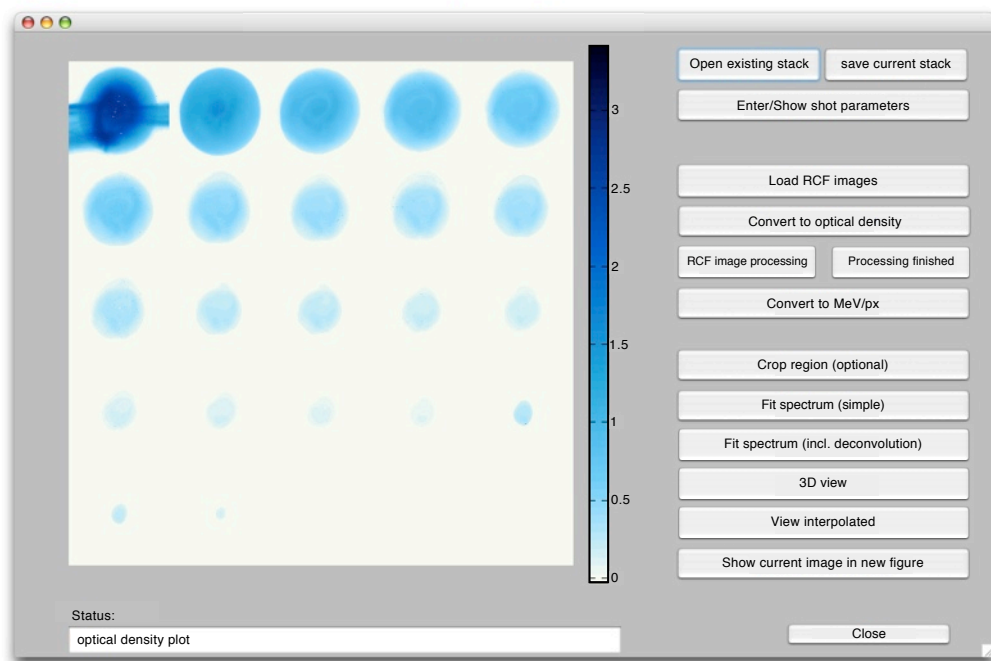 Open existing stack
save current stack
Enter/Show shot parameters
Load RCF images
Convert to optical density
RCF image processing
Processing finished
Convert to MeV/px
Crop region (optional)
Fit spectrum (simple)
Fit spectrum (incl. deconvolution)
3D view
View interpolated
Show current image in new figure
3
2.5
2
1.5
1
0.5
0
Status:
optical density plot
Close